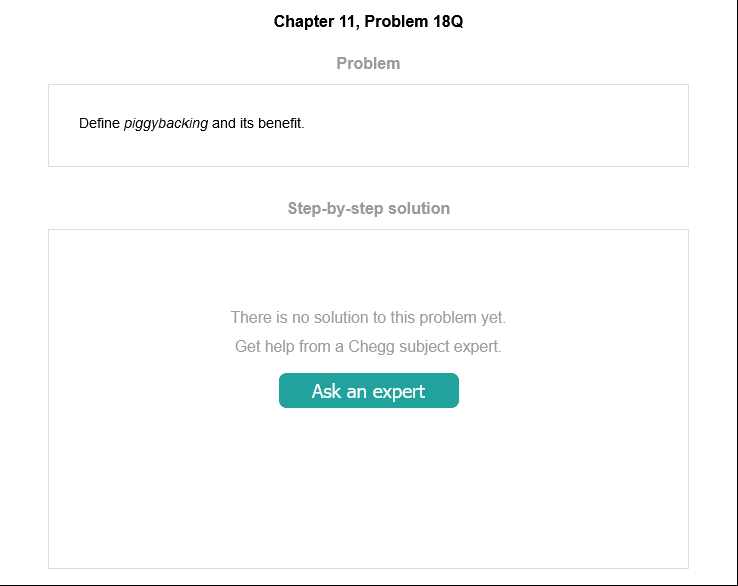 Chapter 11, Problem 18Q
Problem
Define piggybacking and its benefit.
Step-by-step solution
There is no solution to this problem yet.
Get help from a Chegg subject expert.
Ask an expert